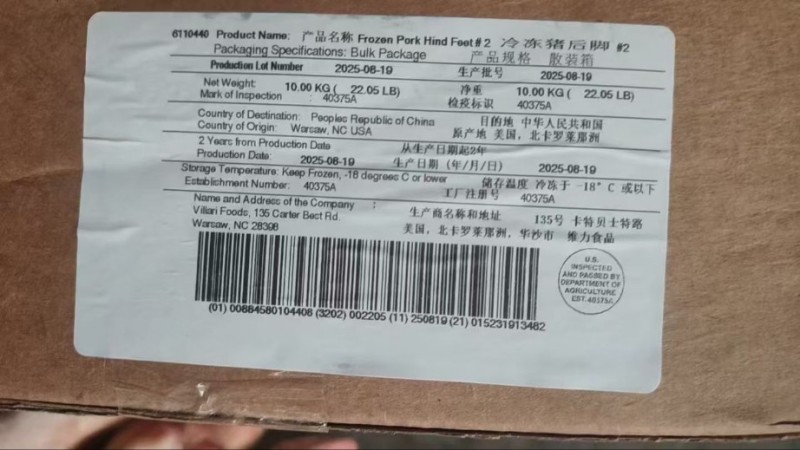 6110440 Product Name: 产品名称 Frozen Pork Hind Feet #2 冷冻猪后脚 #2
Packaging Specifications: Bulk Package 产品规格 散装箱
Production Lot Number 2025-08-19 生产批号 2025-08-19
Net Weight: 10.00 KG ( 22.05 LB) 净重 10.00 KG ( 22.05 LB)
Mark of Inspection : 40375A 检疫标识 40375A
Country of Destination: Peoples Republic of China 目的地 中华人民共和国
Country of Origin: Warsaw, NC USA 原产地 美国，北卡罗莱那洲
2 Years from Production Date 从生产日期起2年
Production Date: 2025-08-19 生产日期（年/月/日） 2025-08-19
Storage Temperature: Keep Frozen, -18 degrees C or lower 储存温度 冷冻于 -18° C 或以下
Establishment Number: 40375A 工厂注册号 40375A
Name and Address of the Company : 生产商名称和地址 135号 卡特贝士特路
Villari Foods, 135 Carter Best Rd. 美国，北卡罗莱那洲，华沙市 维力食品
Warsaw, NC 28398
(01) 00884580104408 (3202) 002205 (11) 250819 (21) 015231913482
U.S.
INSPECTED
AND PASSED BY
DEPARTMENT OF
AGRICULTURE
EST. 40375A